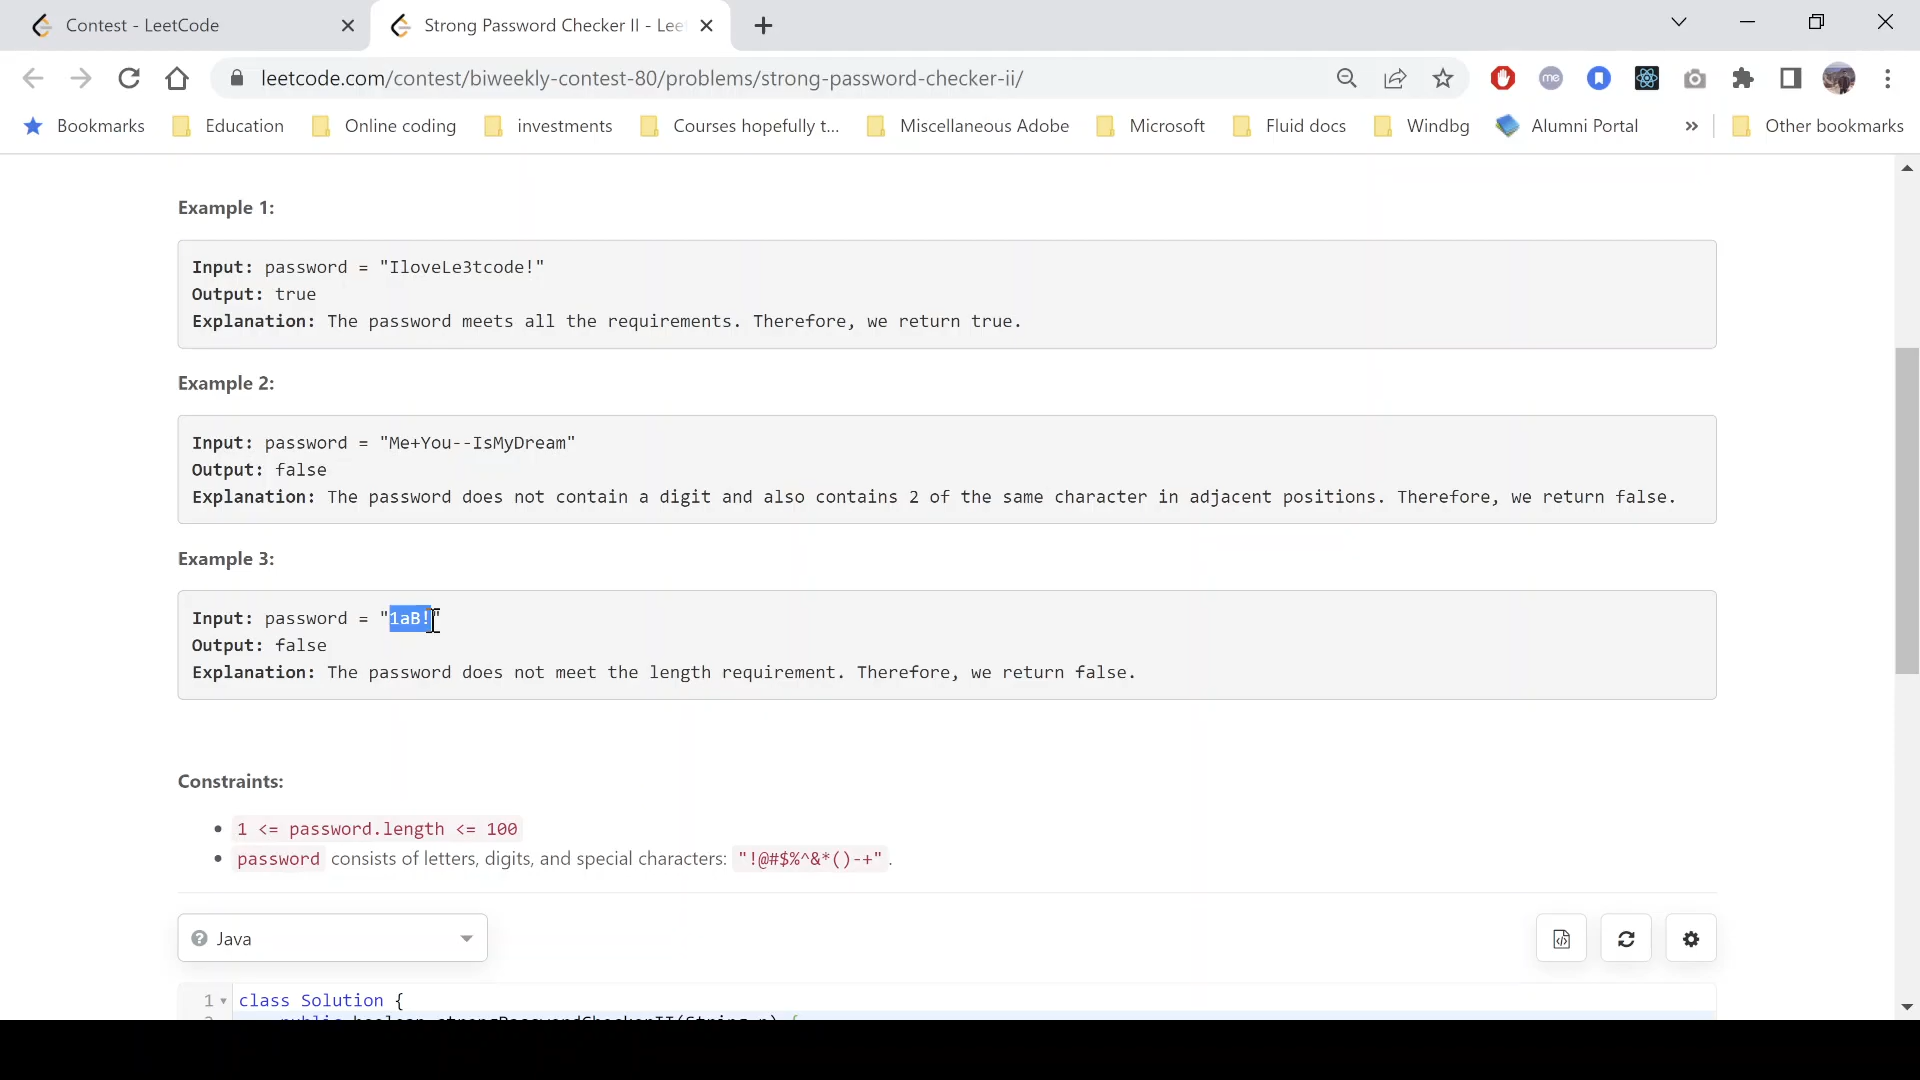 Contest - LeetCode
Strong Password Checker II - Lee
leetcode.com/contest/biweekly-contest-80/problems/strong-password-checker-ii/
me
Bookmarks
Education
Online coding
investments
Courses hopefully t...
Miscellaneous Adobe
Microsoft
Fluid docs
Windbg
Alumni Portal
»
Other bookmarks
Example 1:
Input: password = "IloveLe3tcode!"
Output: true
Explanation: The password meets all the requirements. Therefore, we return true.
Example 2:
Input: password = "Me+You--IsMyDream"
Output: false
Explanation: The password does not contain a digit and also contains 2 of the same character in adjacent positions. Therefore, we return false.
Example 3:
Input: password = "1aB!"
Output: false
Explanation: The password does not meet the length requirement. Therefore, we return false.
Constraints:
• 1 <= password.length <= 100
• password consists of letters, digits, and special characters: "!@#$%^&*()-+".
Java
1 class Solution {
public boolean strongPasswordCheckerII(String p) {